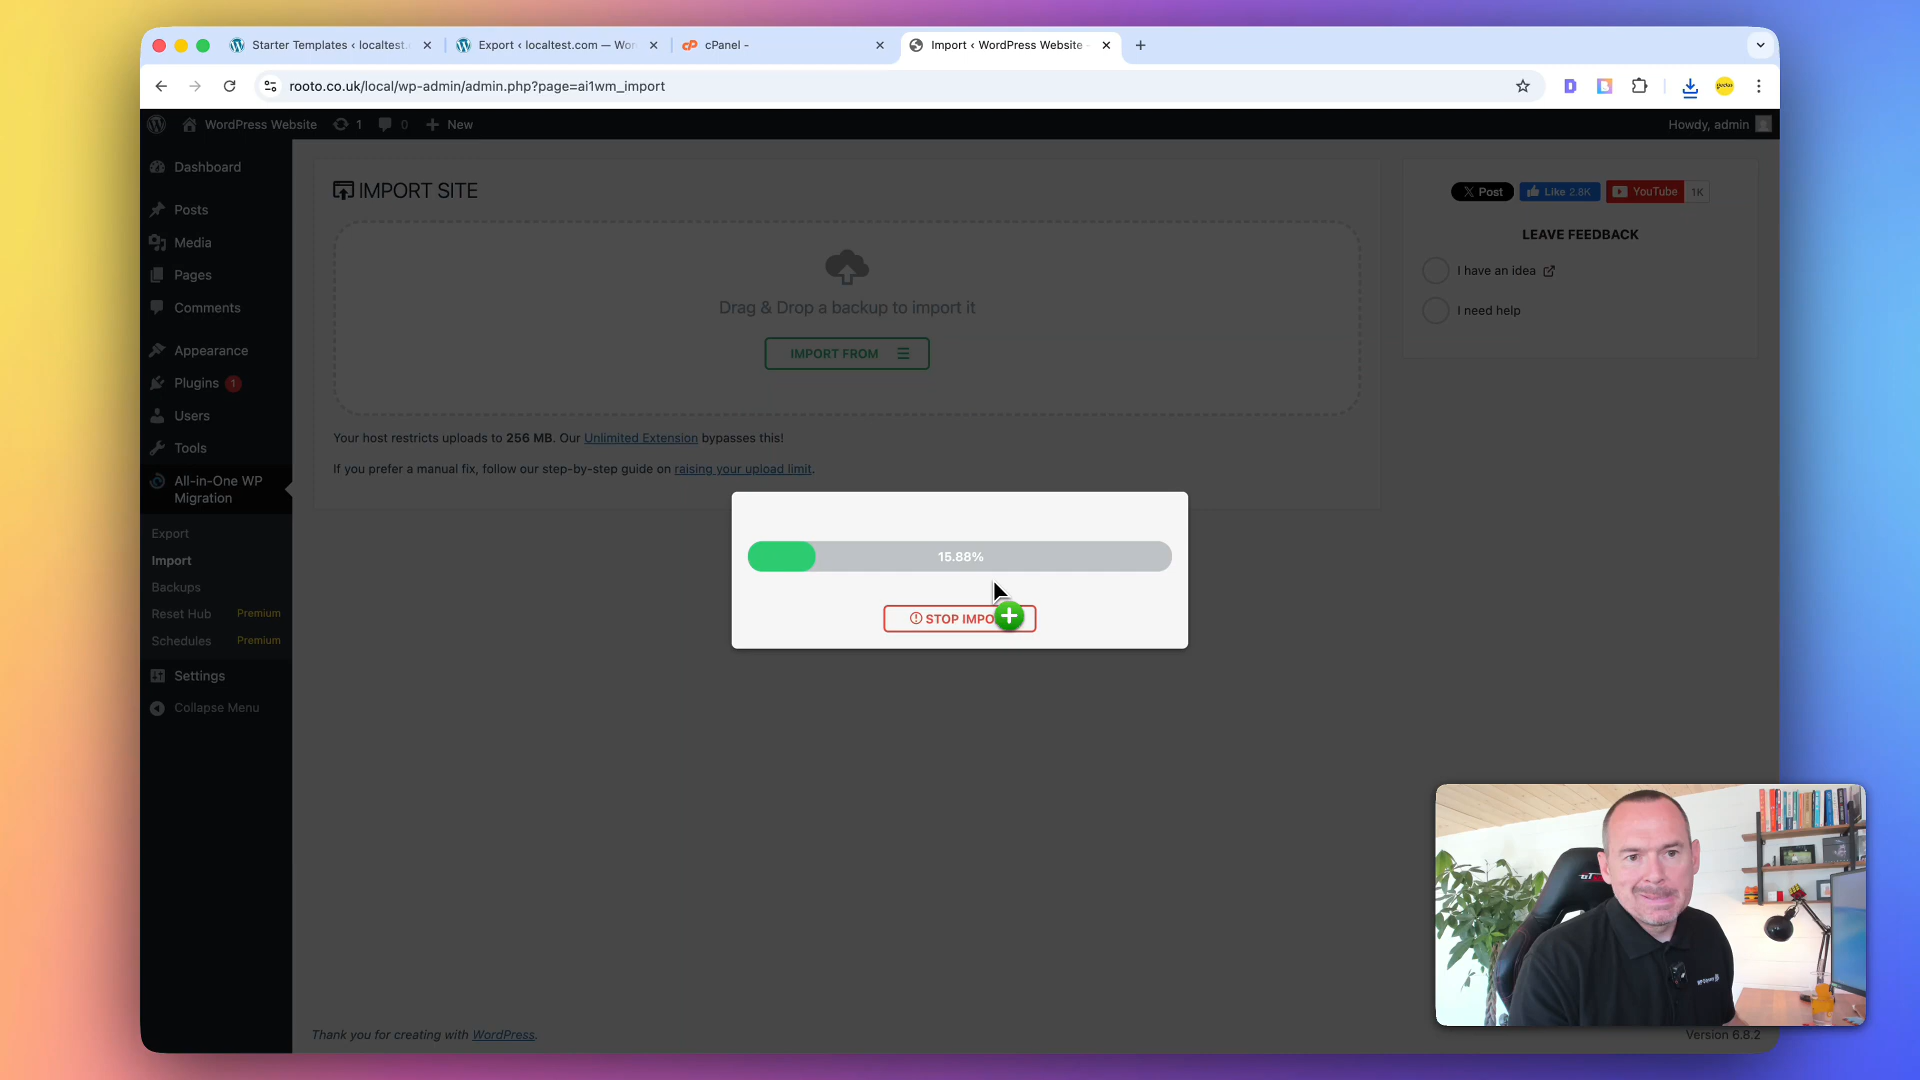 Starter Templates ‹ localtest.
Export ‹ localtest.com — Wor
cPanel -
Import ‹ WordPress Website -
rooto.co.uk/local/wp-admin/admin.php?page=ai1wm_import
WordPress Website
1
0
New
Howdy, admin
Dashboard
Posts
Media
Pages
Comments
Appearance
Plugins 1
Users
Tools
All-in-One WP
Migration
Export
Import
Backups
Reset Hub Premium
Schedules Premium
Settings
Collapse Menu
IMPORT SITE
Drag & Drop a backup to import it
IMPORT FROM
Your host restricts uploads to 256 MB. Our Unlimited Extension bypasses this!
If you prefer a manual fix, follow our step-by-step guide on raising your upload limit.
15.88%
STOP IMPO
Post
Like 2.8K
YouTube 1K
LEAVE FEEDBACK
I have an idea
I need help
Thank you for creating with WordPress.
Version 6.8.2